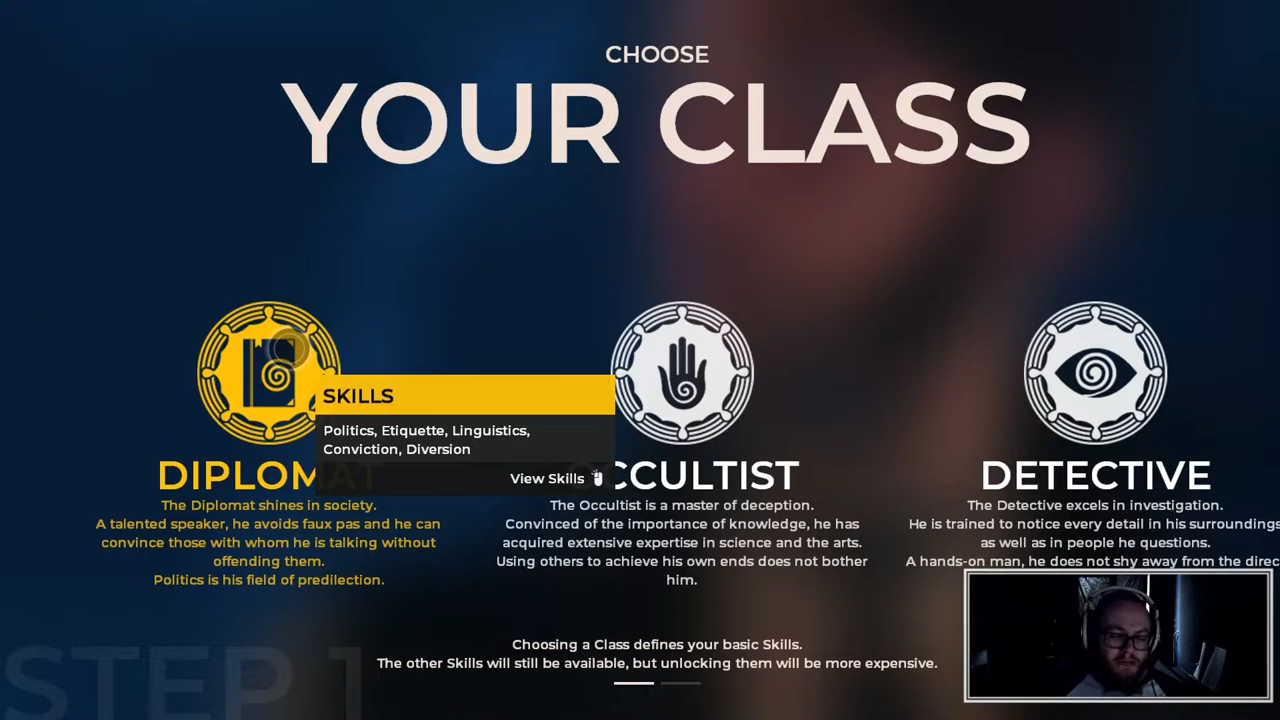 CHOOSE
YOUR CLASS
SKILLS
Politics, Etiquette, Linguistics,
Conviction, Diversion
View Skills
DIPLOMAT
The Diplomat shines in society.
A talented speaker, he avoids faux pas and he can
convince those with whom he is talking without
offending them.
Politics is his field of predilection.
OCCULTIST
The Occultist is a master of deception.
Convinced of the importance of knowledge, he has
acquired extensive expertise in science and the arts.
Using others to achieve his own ends does not bother
him.
DETECTIVE
The Detective excels in investigation.
He is trained to notice every detail in his surroundings
as well as in people he questions.
A hands-on man, he does not shy away from the direc
Choosing a Class defines your basic Skills.
The other Skills will still be available, but unlocking them will be more expensive.
STEP 1